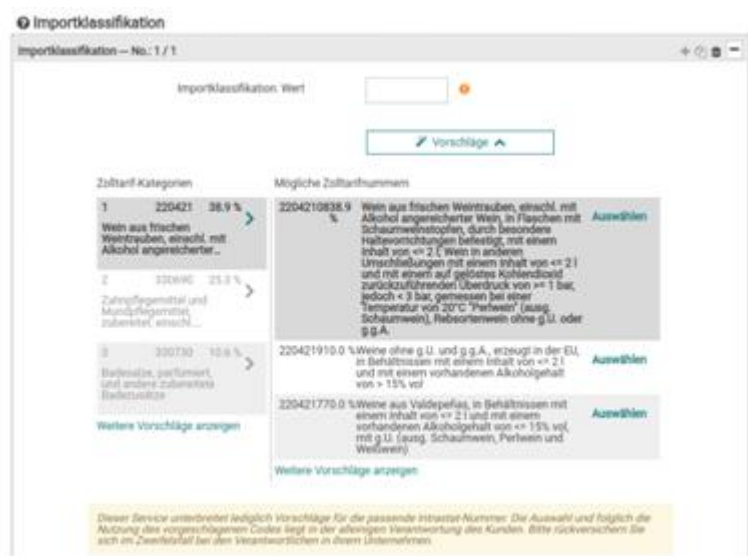 Importklassifikation
Importklassifikation — No.: 1 / 1
Importklassifikation: Wert
Vorschläge
Zolltarif-Kategorien
1 220421 38.9 %
Wein aus frischen
Weintrauben, einschl. mit
Alkohol angereicherter...
2 330690 25.3 %
Zahnpflegemittel und
Mundpflegemittel,
zubereitet, einschl....
3 330730 10.6 %
Badesalze, parfümiert,
und andere zubereitete
Badezusätze
Weitere Vorschläge anzeigen
Mögliche Zolltarifnummern
22042108 38.9 %
Wein aus frischen Weintrauben, einschl. mit
Alkohol angereicherter Wein, in Flaschen mit
Schaumweinstopfen, durch besondere
Haltevorrichtungen befestigt, mit einem
Inhalt von <= 2 l; Wein in anderen
Umschließungen mit einem Inhalt von <= 2 l
und mit einem auf gelöstes Kohlendioxid
zurückzuführenden Überdruck von >= 1 bar,
jedoch < 3 bar, gemessen bei einer
Temperatur von 20°C "Perlwein" (ausg.
Schaumwein), Rebsortenwein ohne g.U. oder
g.g.A.
Auswählen
22042191 0.0 % Weine ohne g.U. und g.g.A., erzeugt in der EU,
in Behältnissen mit einem Inhalt von <= 2 l
und mit einem vorhandenen Alkoholgehalt
von > 15% vol
Auswählen
22042177 0.0 % Weine aus Valdepeñas, in Behältnissen mit
einem Inhalt von <= 2 l und mit einem
vorhandenen Alkoholgehalt von <= 15% vol,
mit g.U. (ausg. Schaumwein, Perlwein und
Weißwein)
Auswählen
Weitere Vorschläge anzeigen
Dieser Service unterbreitet lediglich Vorschläge für die passende Intrastat-Nummer. Die Auswahl und folglich die
Nutzung des vorgeschlagenen Codes liegt in der alleinigen Verantwortung des Kunden. Bitte rückversichern Sie
sich im Zweifelsfall bei den Verantwortlichen in Ihrem Unternehmen.